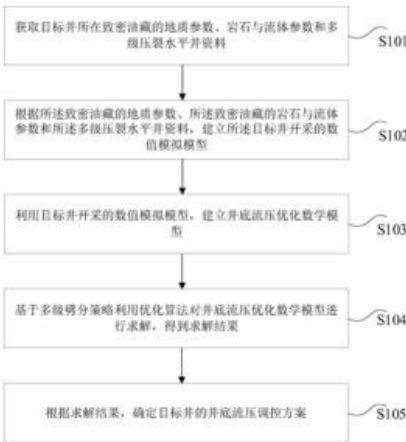 获取目标井所在致密油藏的地质参数、岩石与流体参数和多
级压裂水平井资料
S101
根据所述致密油藏的地质参数、所述致密油藏的岩石与流体
参数和所述多级压裂水平井资料，建立所述目标井开采的数
值模拟模型
S102
利用目标井开采的数值模拟模型，建立井底流压优化数学模
型
S103
基于多级劈分策略利用优化算法对井底流压优化数学模型进
行求解，得到求解结果
S104
根据求解结果，确定目标井的井底流压调控方案
S105